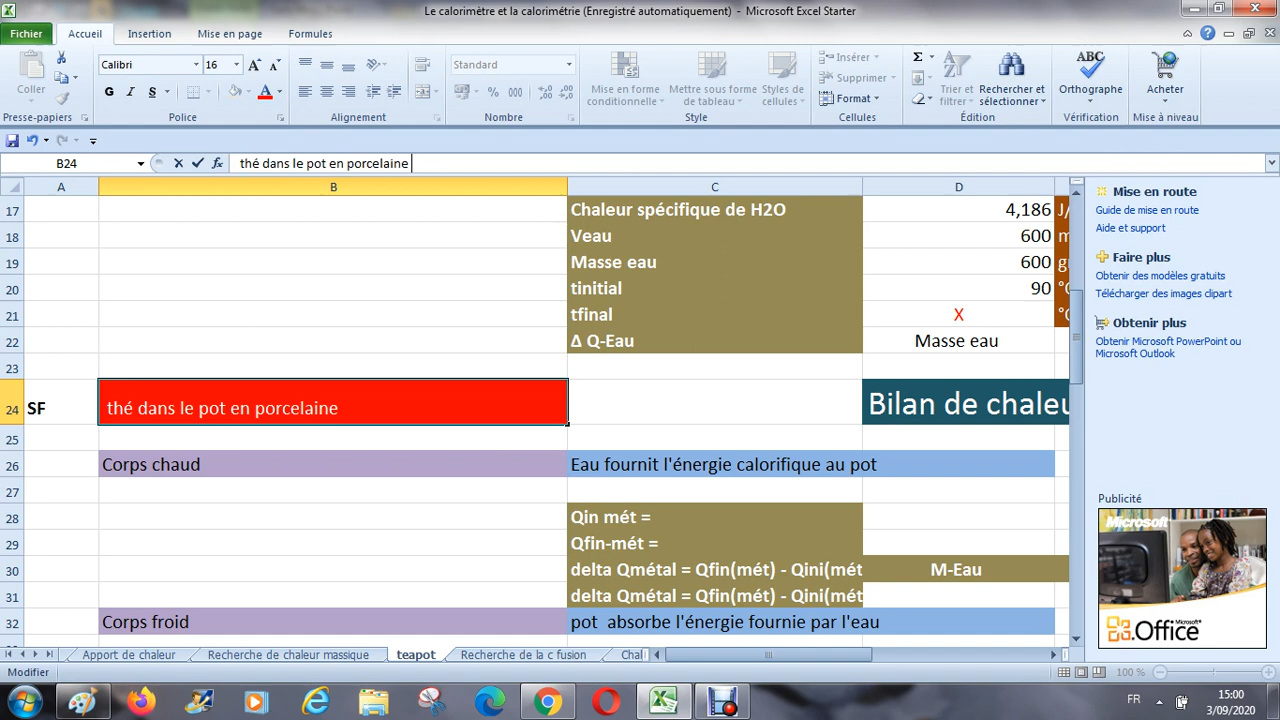 Le calorimètre et la calorimétrie (Enregistré automatiquement) - Microsoft Excel Starter
Fichier Accueil Insertion Mise en page Formules
Coller
Presse-papiers
Calibri 16
G I S
Police
Alignement
Standard
% 000
Nombre
Mise en forme conditionnelle
Mettre sous forme de tableau
Styles de cellules
Style
Insérer
Supprimer
Format
Cellules
Σ
Trier et filtrer
Rechercher et sélectionner
Édition
ABC
Orthographe
Vérification
Acheter
Mise à niveau
B24 fx thé dans le pot en porcelaine
A B C D
17 Chaleur spécifique de H2O 4,186 J/
18 Veau 600 m
19 Masse eau 600
20 tinitial 90
21 tfinal X
22 Δ Q-Eau Masse eau
23
24 SF thé dans le pot en porcelaine Bilan de chaleu
25
26 Corps chaud Eau fournit l'énergie calorifique au pot
27
28 Qin mét =
29 Qfin-mét =
30 delta Qmétal = Qfin(mét) - Qini(mét M-Eau
31 delta Qmétal = Qfin(mét) - Qini(mét
32 Corps froid pot absorbe l'énergie fournie par l'eau
Mise en route
Guide de mise en route
Aide et support
Faire plus
Obtenir des modèles gratuits
Télécharger des images clipart
Obtenir plus
Obtenir Microsoft PowerPoint ou
Microsoft Outlook
Publicité
Microsoft
Microsoft®
Office
Apport de chaleur Recherche de chaleur massique teapot Recherche de la c fusion Chal
Modifier 100 %
FR 15:00
3/09/2020